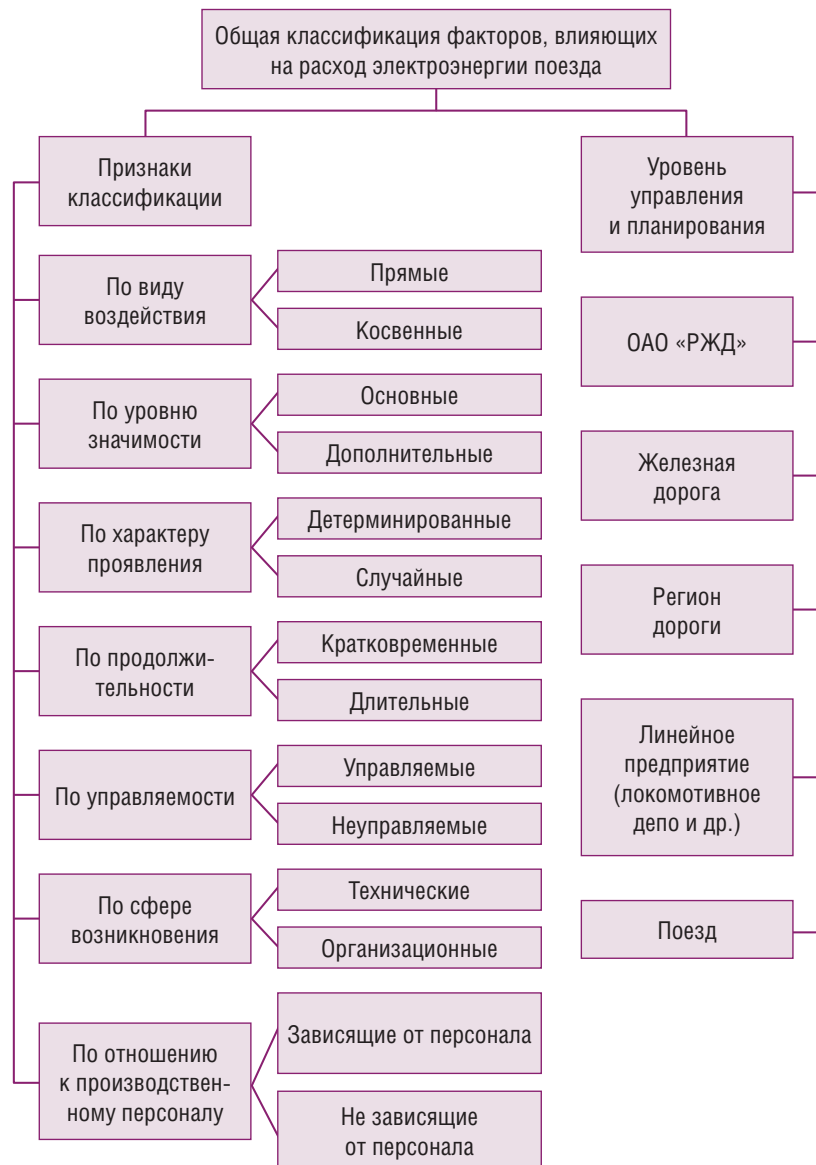 Общая классификация факторов, влияющих
на расход электроэнергии поезда
Признаки
классификации
По виду
воздействия
Прямые
Косвенные
По уровню
значимости
Основные
Дополнительные
По характеру
проявления
Детерминированные
Случайные
По продолжи-
тельности
Кратковременные
Длительные
По управляемости
Управляемые
Неуправляемые
По сфере
возникновения
Технические
Организационные
По отношению
к производствен-
ному персоналу
Зависящие от персонала
Не зависящие
от персонала
Уровень
управления
и планирования
ОАО «РЖД»
Железная
дорога
Регион
дороги
Линейное
предприятие
(локомотивное
депо и др.)
Поезд